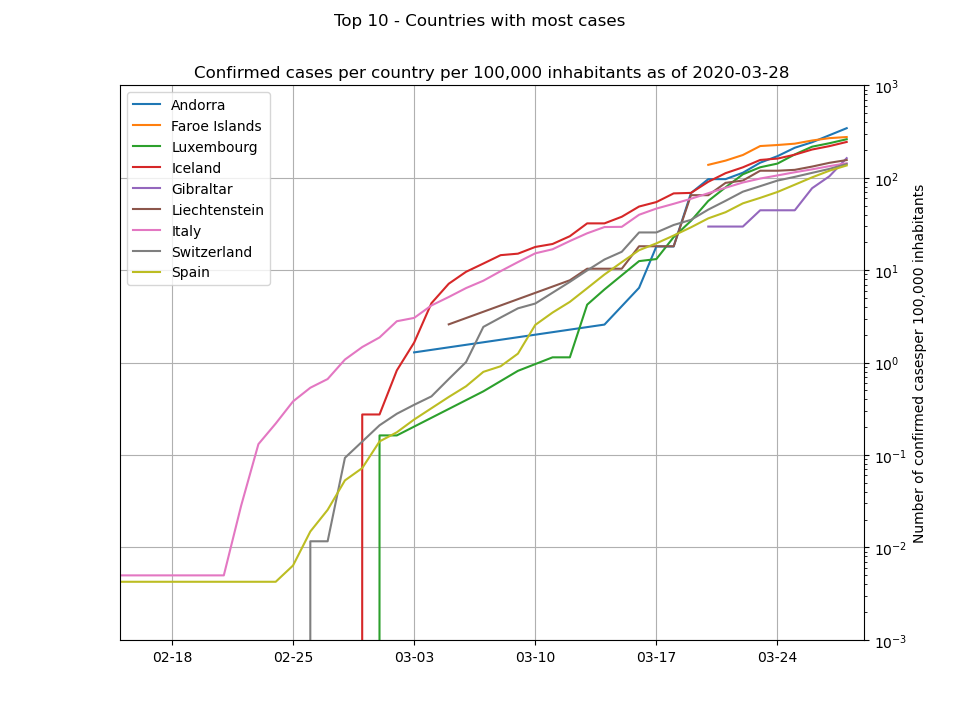 Top 10 - Countries with most cases
Confirmed cases per country per 100,000 inhabitants as of 2020-03-28
Andorra
Faroe Islands
Luxembourg
Iceland
Gibraltar
Liechtenstein
Italy
Switzerland
Spain
10³
10²
10¹
10⁰
10⁻¹
10⁻²
10⁻³
Number of confirmed casesper 100,000 inhabitants
02-18
02-25
03-03
03-10
03-17
03-24